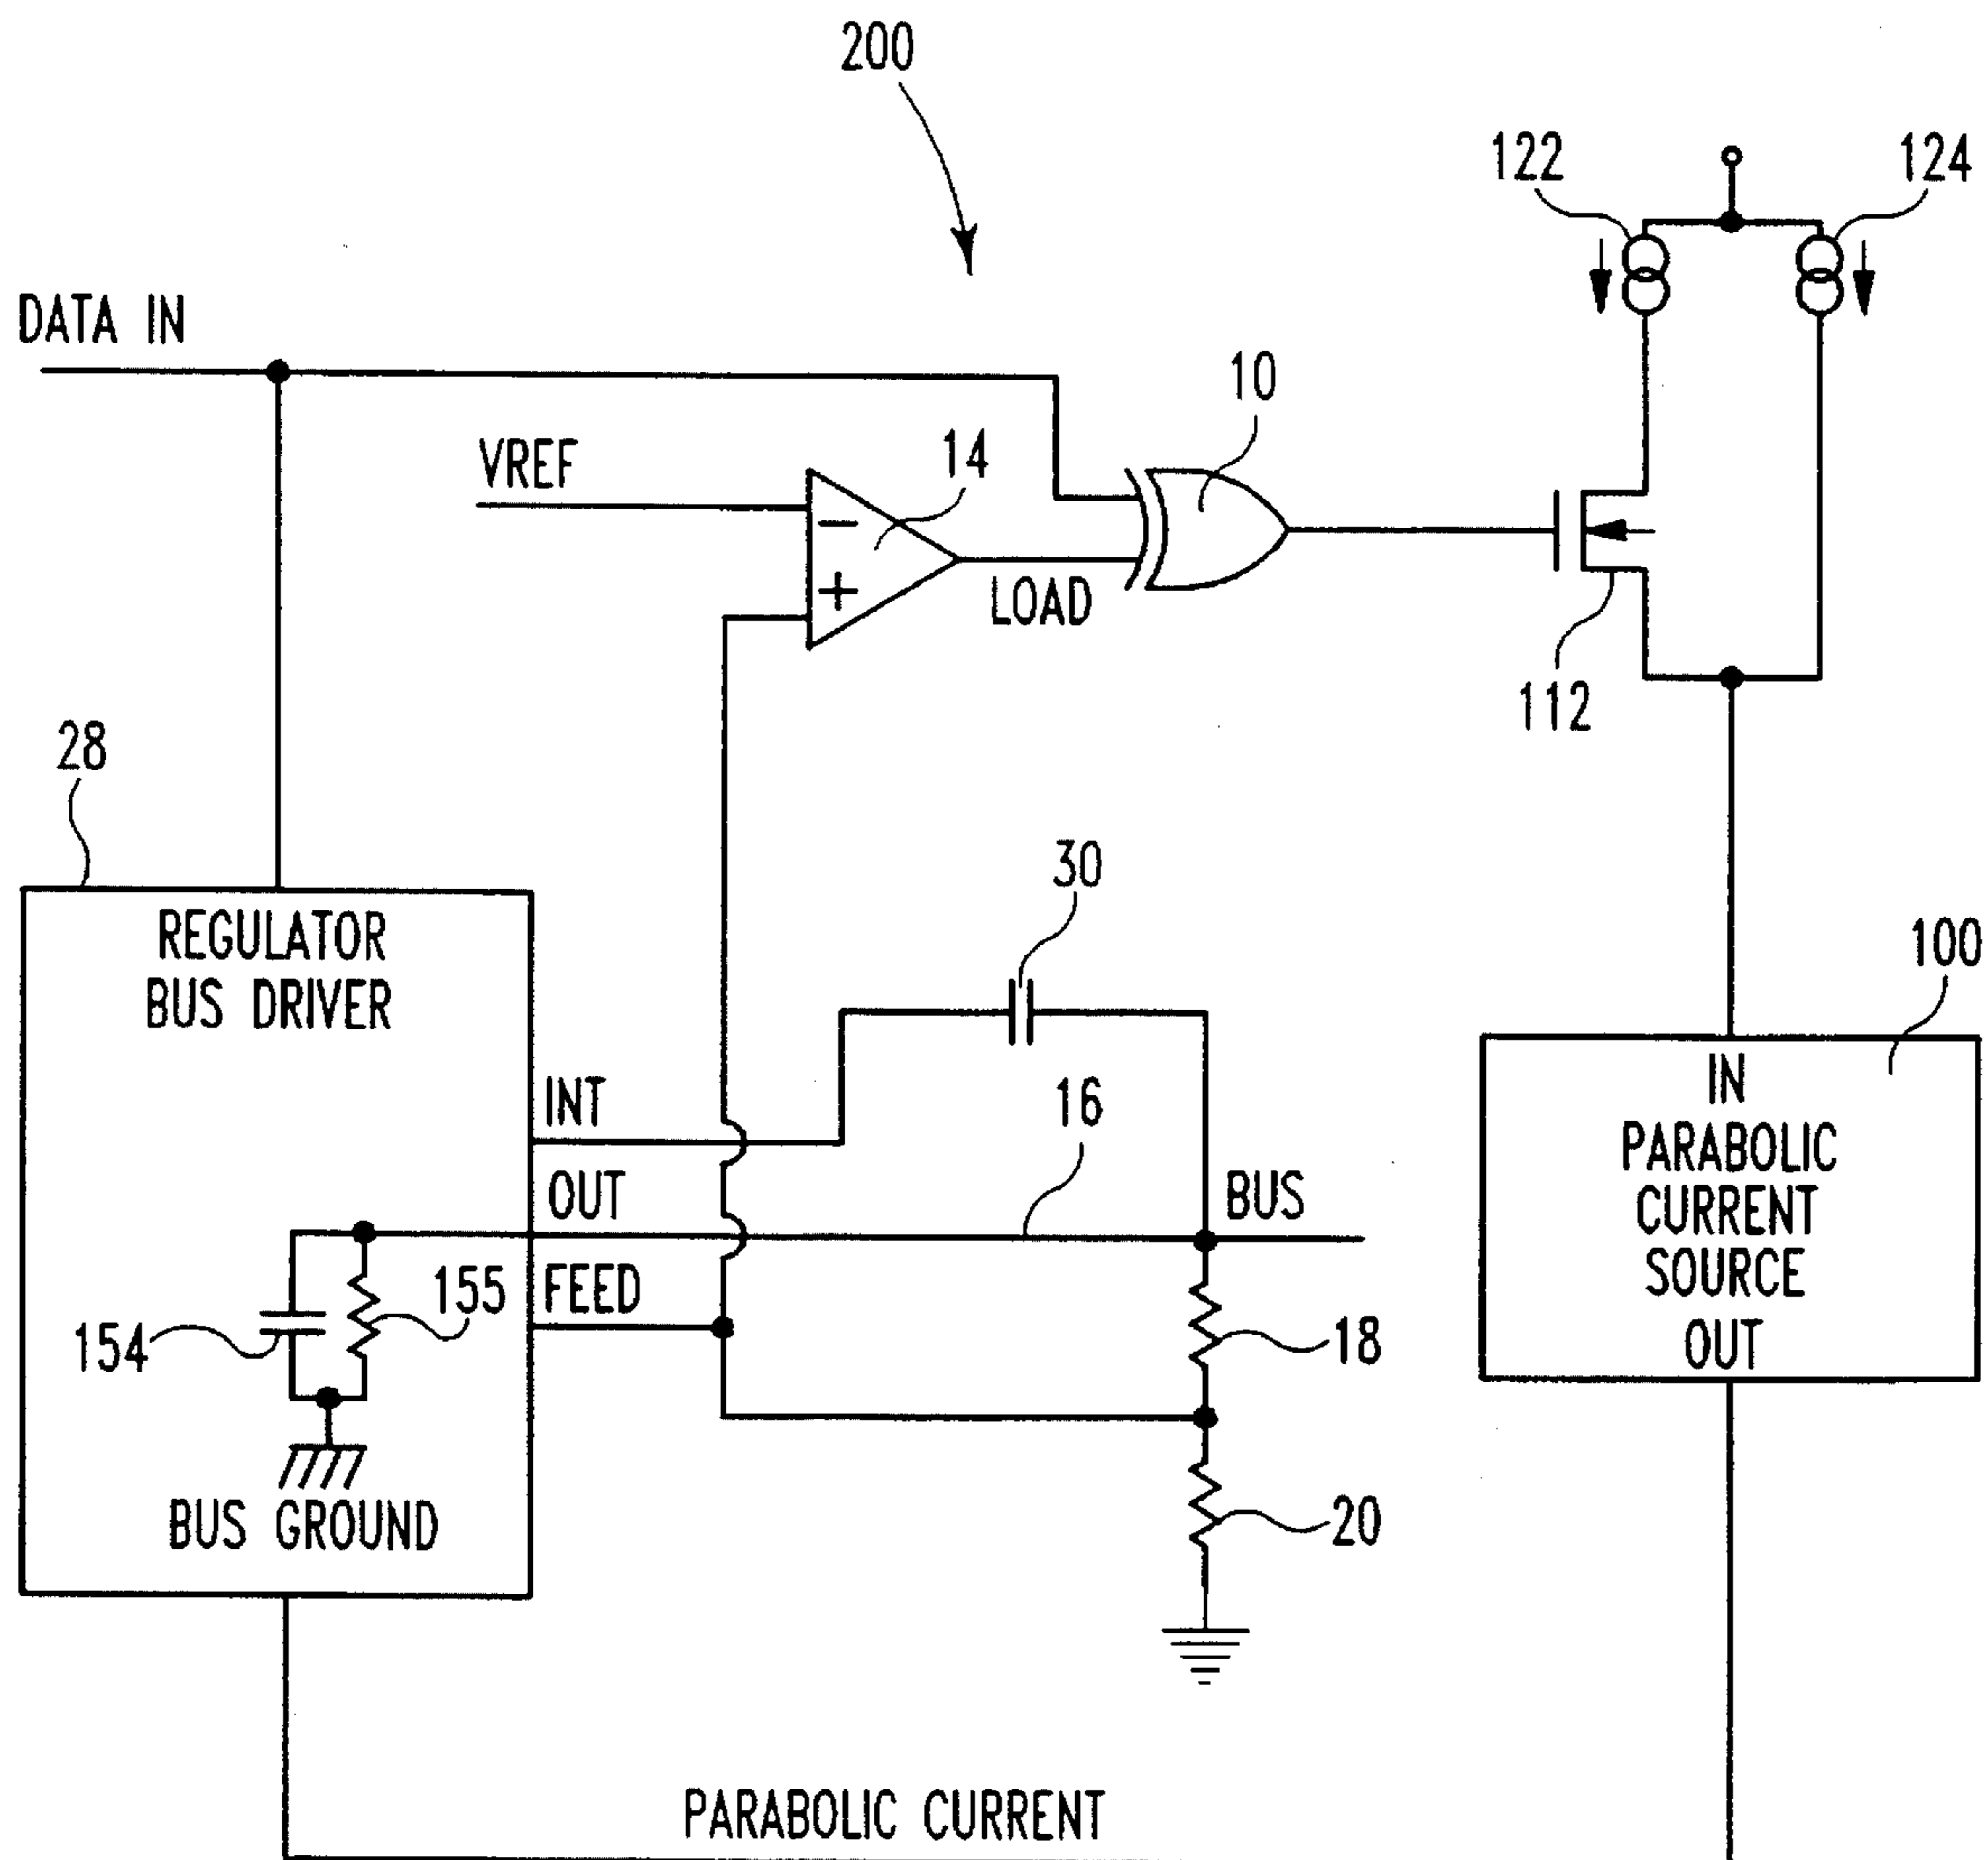 200
122
124
DATA IN
10
VREF
14
−
+
LOAD
112
28
REGULATOR
BUS DRIVER
30
100
INT
16
IN
PARABOLIC
CURRENT
SOURCE
OUT
OUT
BUS
FEED
155
154
18
BUS GROUND
20
PARABOLIC CURRENT